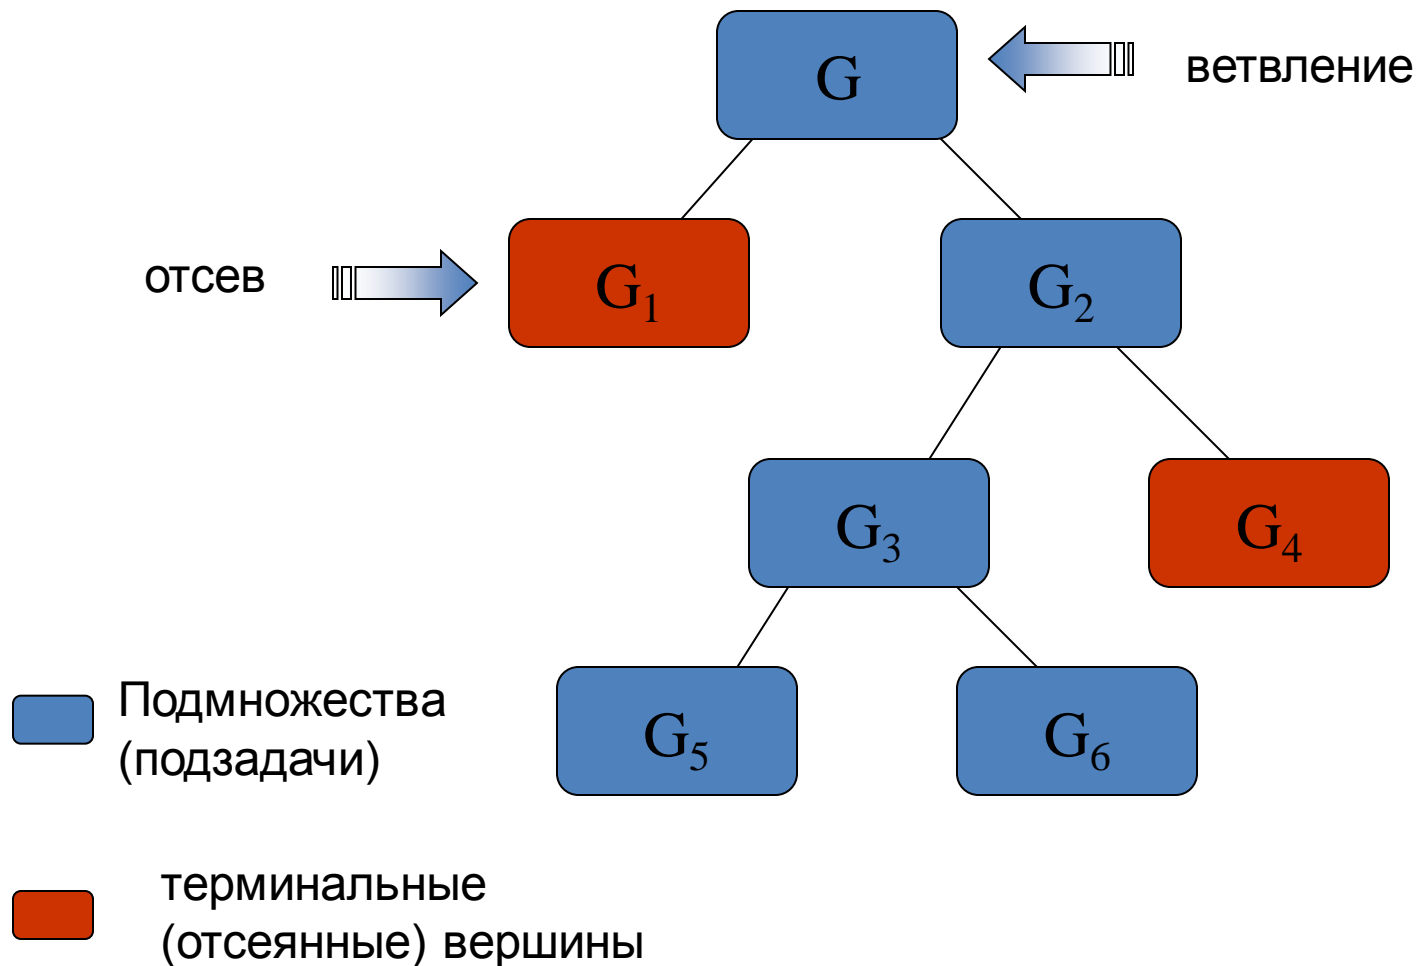 G
ветвление
отсев
G₁
G₂
G₃
G₄
G₅
G₆
Подмножества
(подзадачи)
терминальные
(отсеянные) вершины